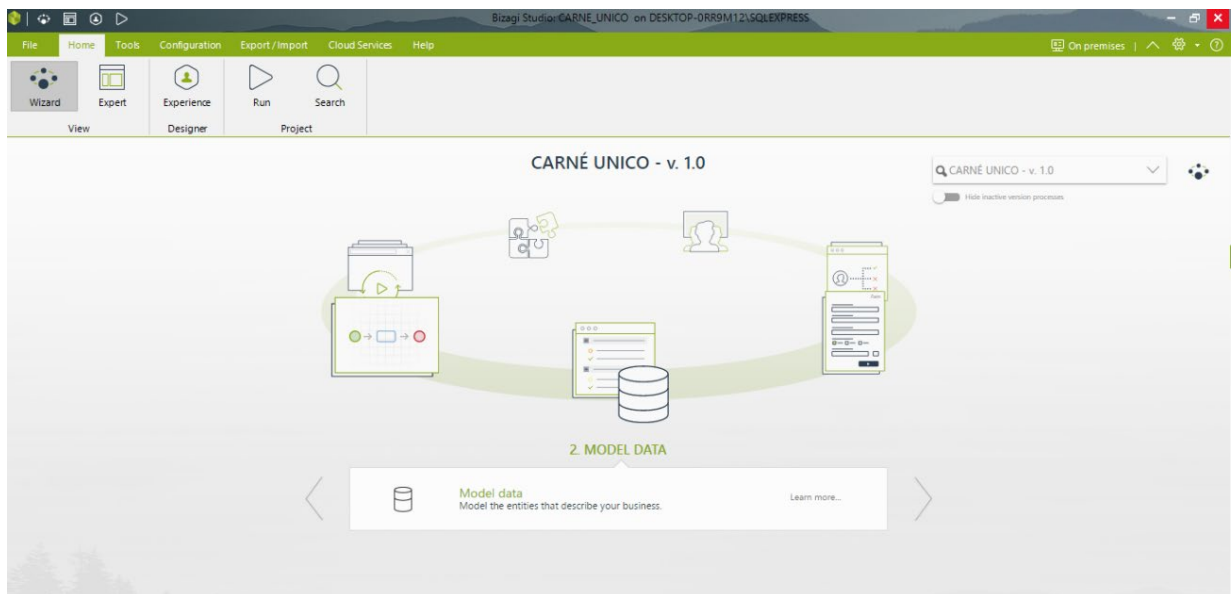 Bizagi Studio: CARNE_UNICO on DESKTOP-0RR9M12\SQLEXPRESS
File Home Tools Configuration Export / Import Cloud Services Help
On premises
Wizard Expert Experience Run Search
View Designer Project
CARNÉ UNICO - v. 1.0
CARNÉ UNICO - v. 1.0
Hide inactive version processes
2. MODEL DATA
Model data
Model the entities that describe your business.
Learn more...